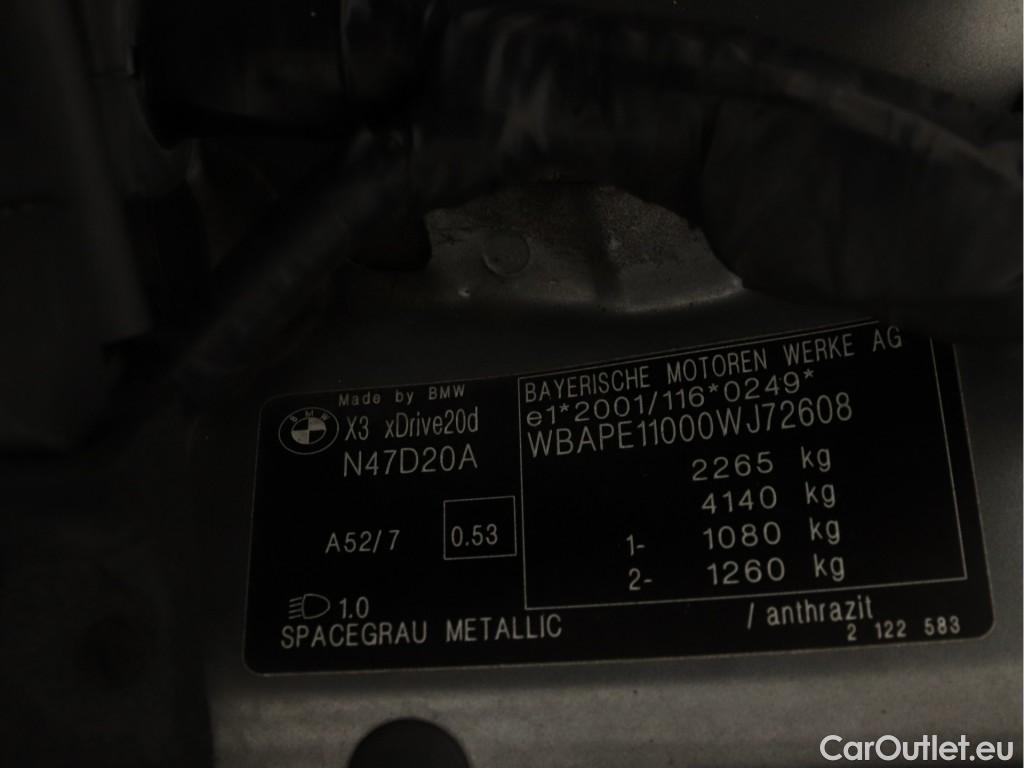 Made by BMW
BMW
X3 xDrive20d
N47D20A
A52/7
0.53
1.0
SPACEGRAU METALLIC
BAYERISCHE MOTOREN WERKE AG
e1*2001/116*0249*
WBAPE11000WJ72608
2265 kg
4140 kg
1- 1080 kg
2- 1260 kg
/ anthrazit
2 122 583
CarOutlet.eu